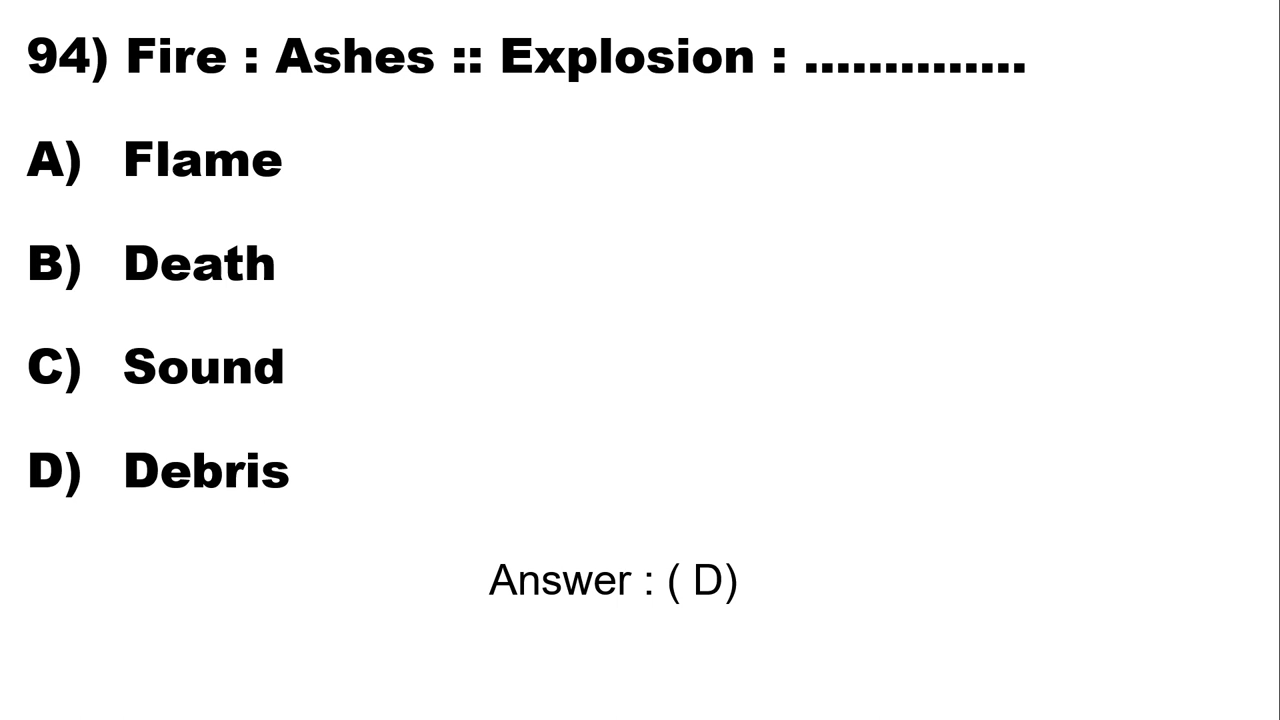 94) Fire : Ashes :: Explosion : ..............
A) Flame
B) Death
C) Sound
D) Debris
Answer : ( D)